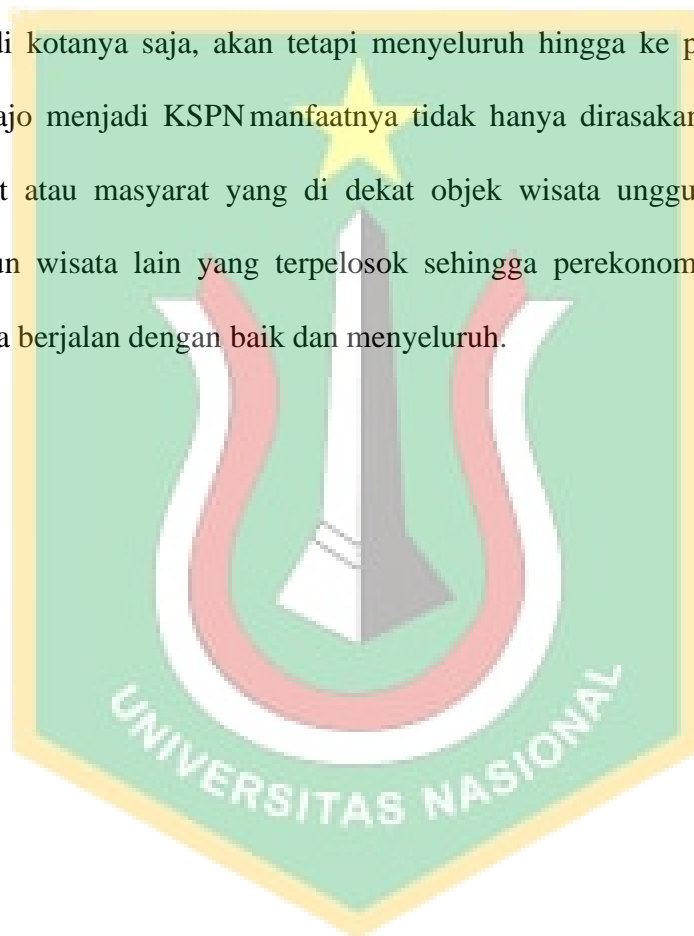 di kotanya saja, akan tetapi menyeluruh hingga ke p
ajo menjadi KSPN manfaatnya tidak hanya dirasakan
t atau masyarat yang di dekat objek wisata unggu
un wisata lain yang terpelosok sehingga perekonom
a berjalan dengan baik dan menyeluruh.
UNIVERSITAS NASIONAL